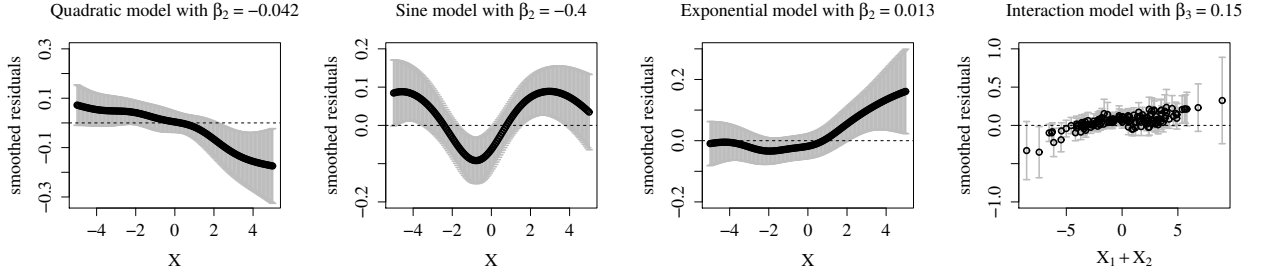 Quadratic model with β₂ = −0.042
smoothed residuals
0.3
0.1
−0.1
−0.3
−4 −2 0 2 4
X
Sine model with β₂ = −0.4
smoothed residuals
0.2
0.1
0.0
−0.2
−4 −2 0 2 4
X
Exponential model with β₂ = 0.013
smoothed residuals
0.2
0.0
−0.2
−4 −2 0 2 4
X
Interaction model with β₃ = 0.15
smoothed residuals
1.0
0.5
0.0
−1.0
−5 0 5
X₁ + X₂